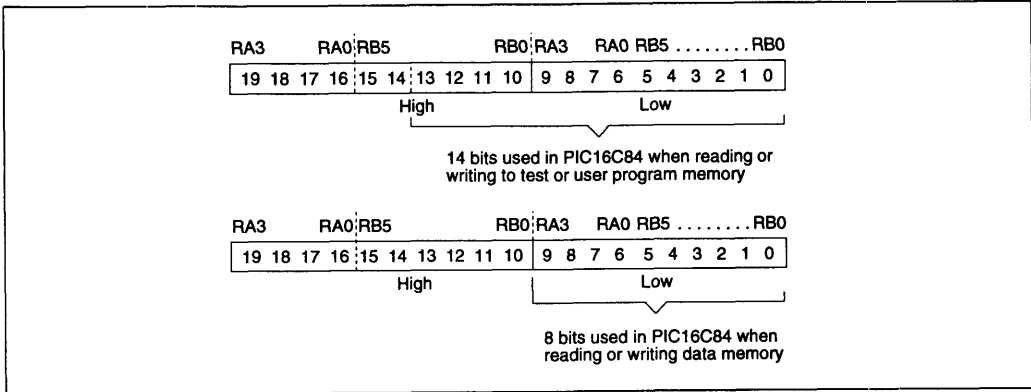 RA3 RA0 RB5 RB0 RA3 RA0 RB5 ........ RB0
19 18 17 16 15 14 13 12 11 10 9 8 7 6 5 4 3 2 1 0
High Low
14 bits used in PIC16C84 when reading or
writing to test or user program memory
RA3 RA0 RB5 RB0 RA3 RA0 RB5 ........ RB0
19 18 17 16 15 14 13 12 11 10 9 8 7 6 5 4 3 2 1 0
High Low
8 bits used in PIC16C84 when
reading or writing data memory